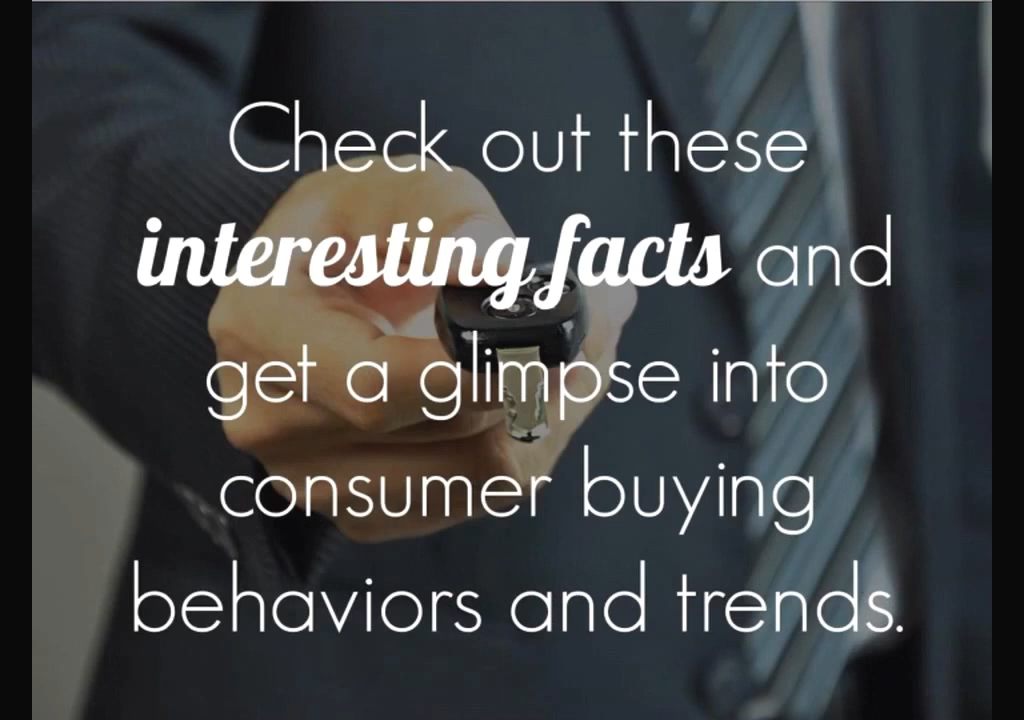 Check out these
interesting facts and
get a glimpse into
consumer buying
behaviors and trends.